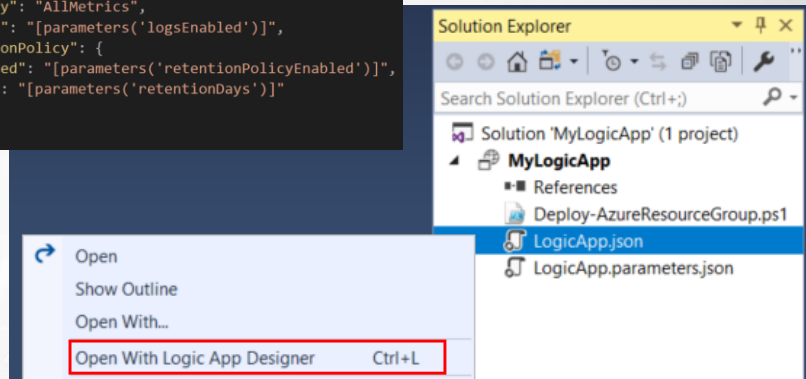 y": "AllMetrics",
": "[parameters('logsEnabled')]",
onPolicy": {
ed": "[parameters('retentionPolicyEnabled')]",
: "[parameters('retentionDays')]"
Solution Explorer
Search Solution Explorer (Ctrl+;)
Solution 'MyLogicApp' (1 project)
MyLogicApp
References
Deploy-AzureResourceGroup.ps1
LogicApp.json
LogicApp.parameters.json
Open
Show Outline
Open With...
Open With Logic App Designer Ctrl+L